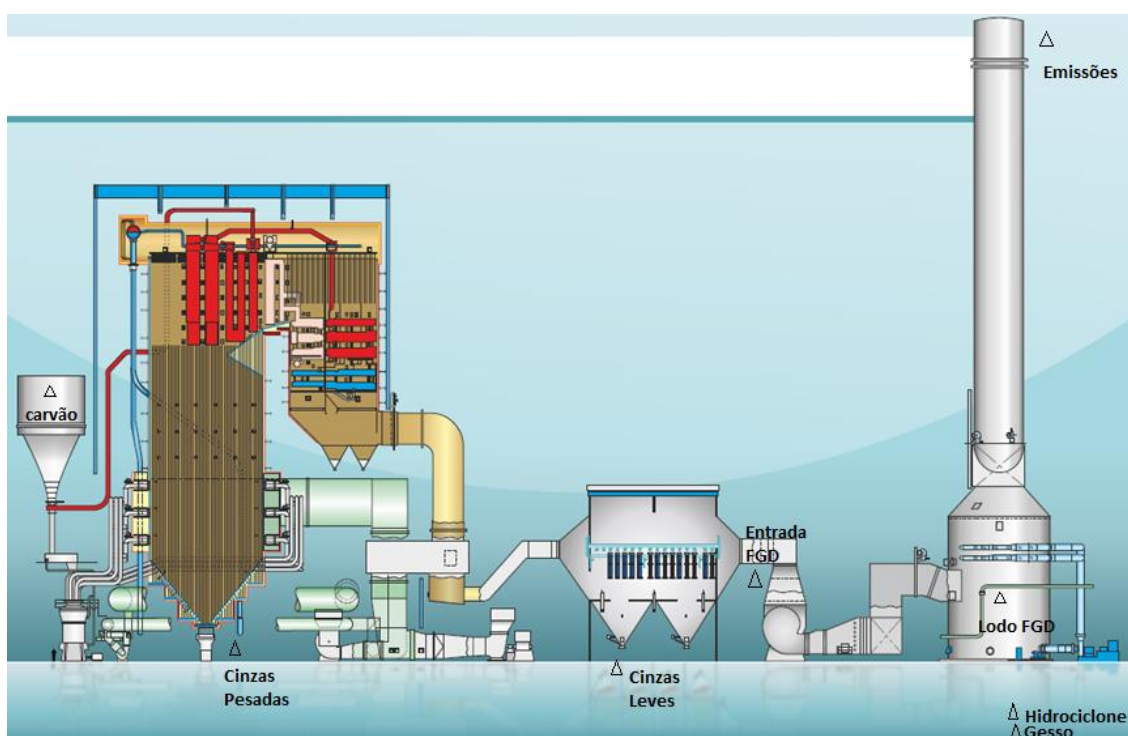 Emissões
carvão
Entrada
FGD
Lodo FGD
Cinzas
Pesadas
Cinzas
Leves
Hidrociclone
Gesso